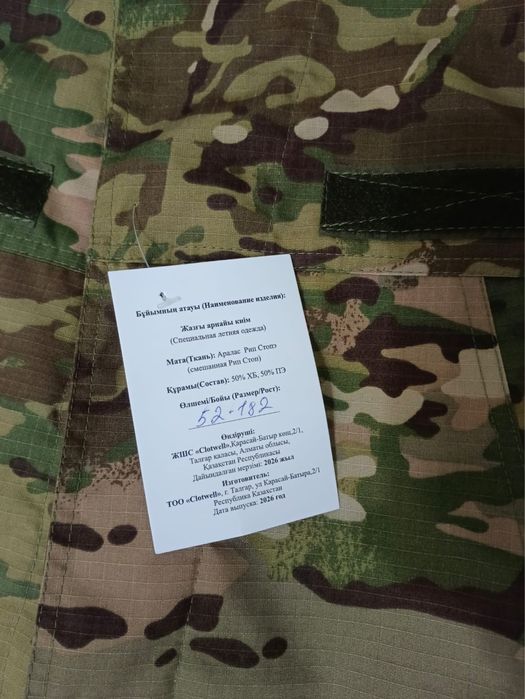 Бұйымның атауы (Наименование изделия):
Жазғы арнайы киім
(Специальная летняя одежда)
Мата(Ткань): Аралас Рип Стопэ
(смешанная Рип Стоп)
Құрамы(Состав): 50% ХБ, 50% ПЭ
Өлшемі/Бойы (Размер/Рост):
52-182
Өндіруші:
ЖШС «Clotwell»,Қарасай-Батыр көш,2/1,
Талғар қаласы, Алматы облысы,
Қазақстан Республикасы
Дайындалған мерзімі: 2026 жыл
Изготовитель:
ТОО «Clotwell», г. Талгар, ул Карасай-Батыра,2/1
Республика Казахстан
Дата выпуска: 2026 год